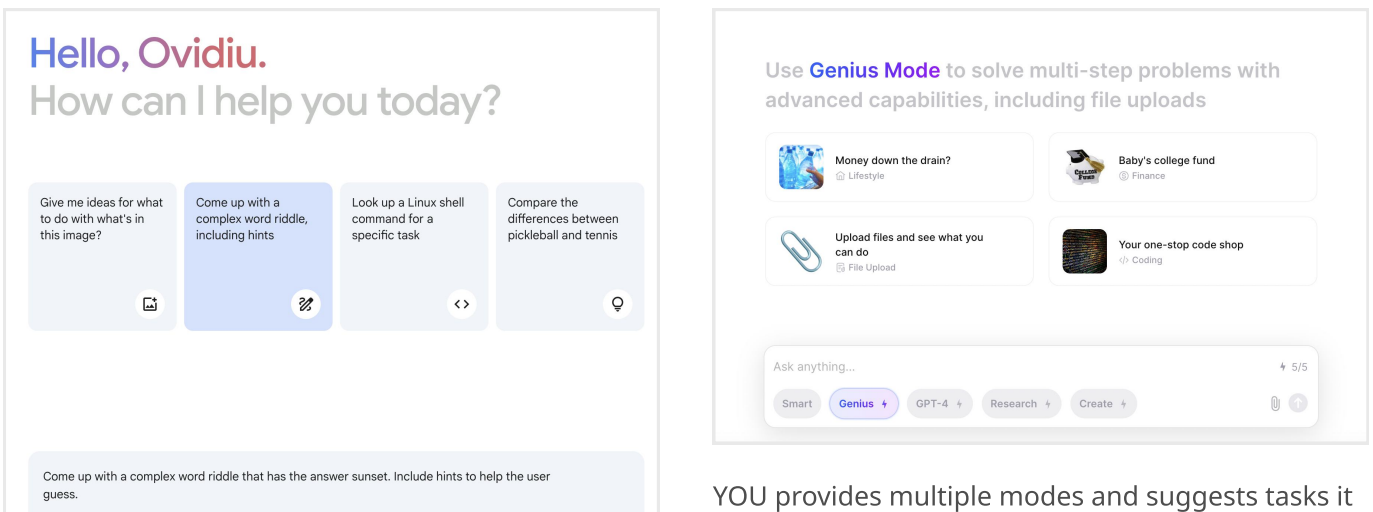 Hello, Ovidiu.
How can I help you today?
Give me ideas for what
to do with what's in
this image?
Come up with a
complex word riddle,
including hints
Look up a Linux shell
command for a
specific task
Compare the
differences between
pickleball and tennis
Come up with a complex word riddle that has the answer sunset. Include hints to help the user
guess.
Use Genius Mode to solve multi-step problems with
advanced capabilities, including file uploads
Money down the drain?
Lifestyle
Baby's college fund
Finance
COLLEGE
FUND
Upload files and see what you
can do
File Upload
Your one-stop code shop
</> Coding
Ask anything...
5/5
Smart
Genius
GPT-4
Research
Create
YOU provides multiple modes and suggests tasks it